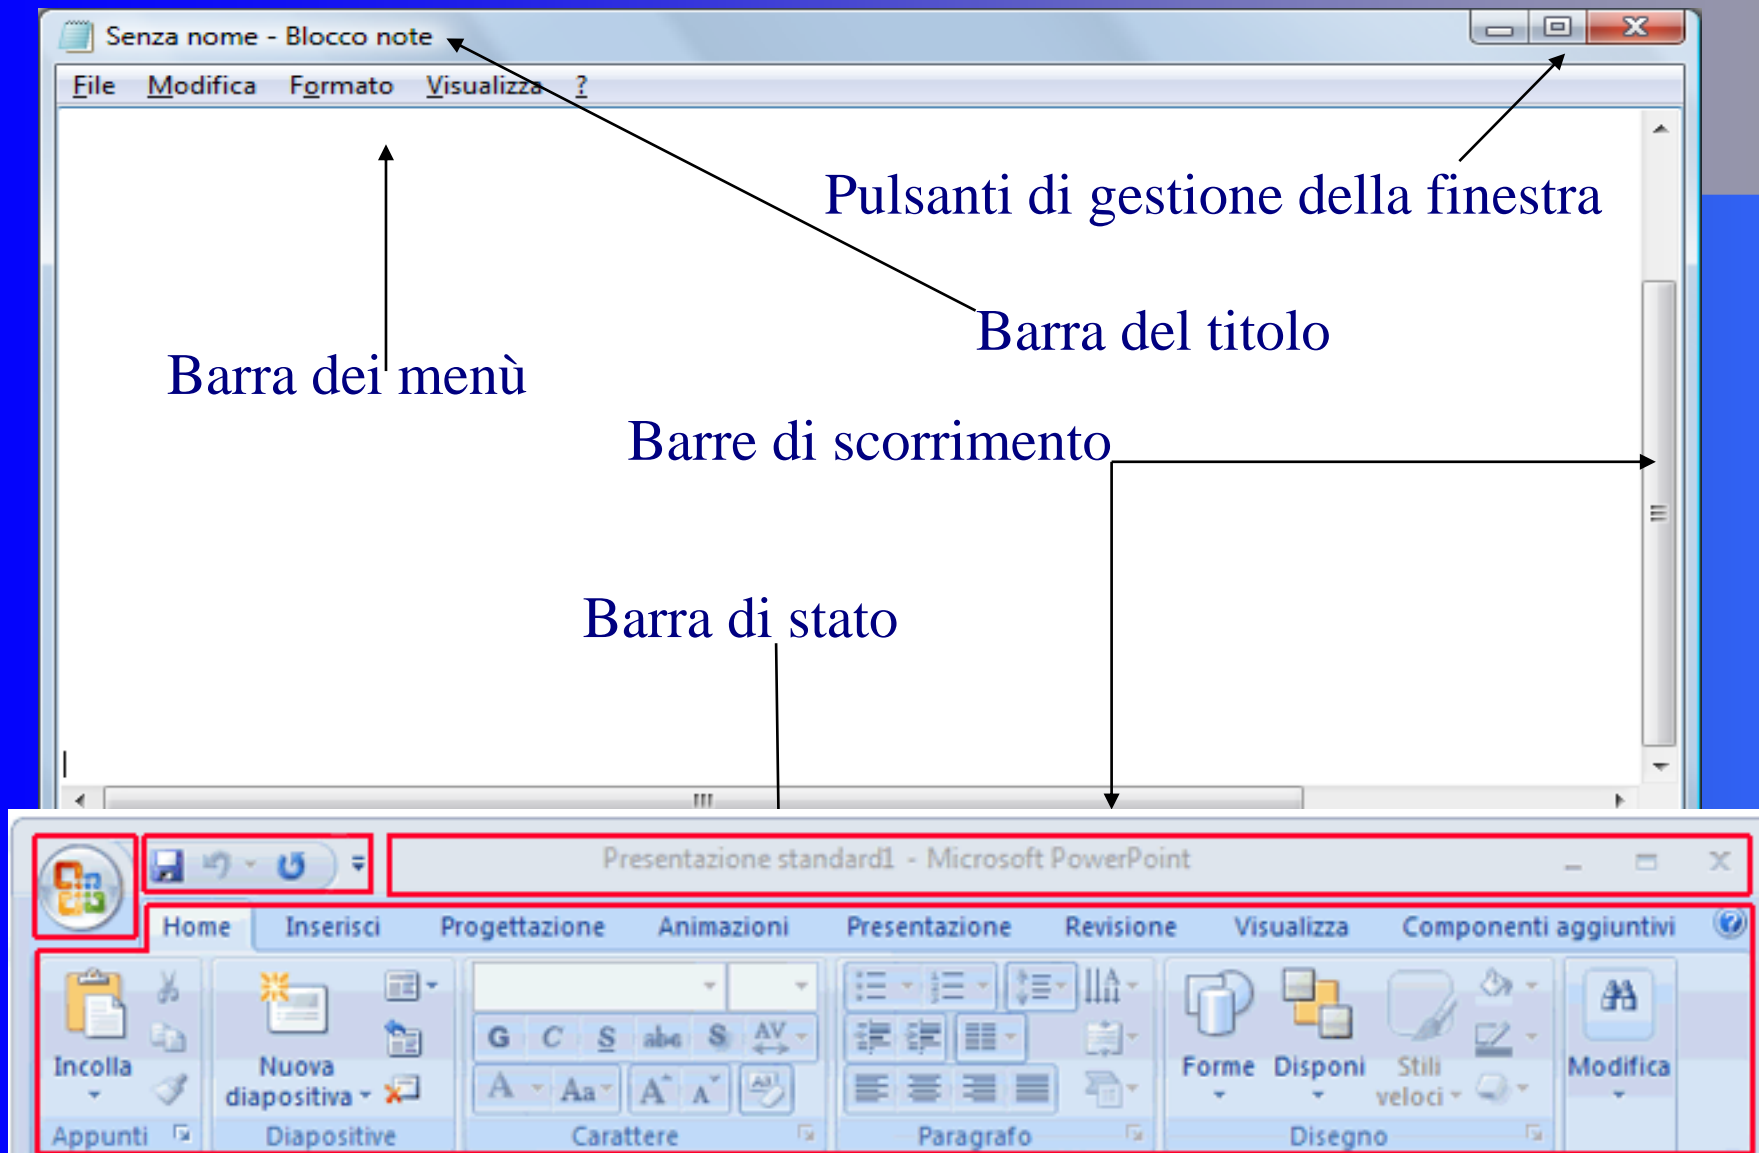 Senza nome - Blocco note
File Modifica Formato Visualizza ?
Pulsanti di gestione della finestra
Barra del titolo
Barra dei menù
Barre di scorrimento
Barra di stato
Presentazione standard1 - Microsoft PowerPoint
Home Inserisci Progettazione Animazioni Presentazione Revisione Visualizza Componenti aggiuntivi
G C S abc S AV
A Aa A A
Incolla
Nuova
diapositiva
Forme Disponi Stili
veloci
Modifica
Appunti Diapositive Carattere Paragrafo Disegno